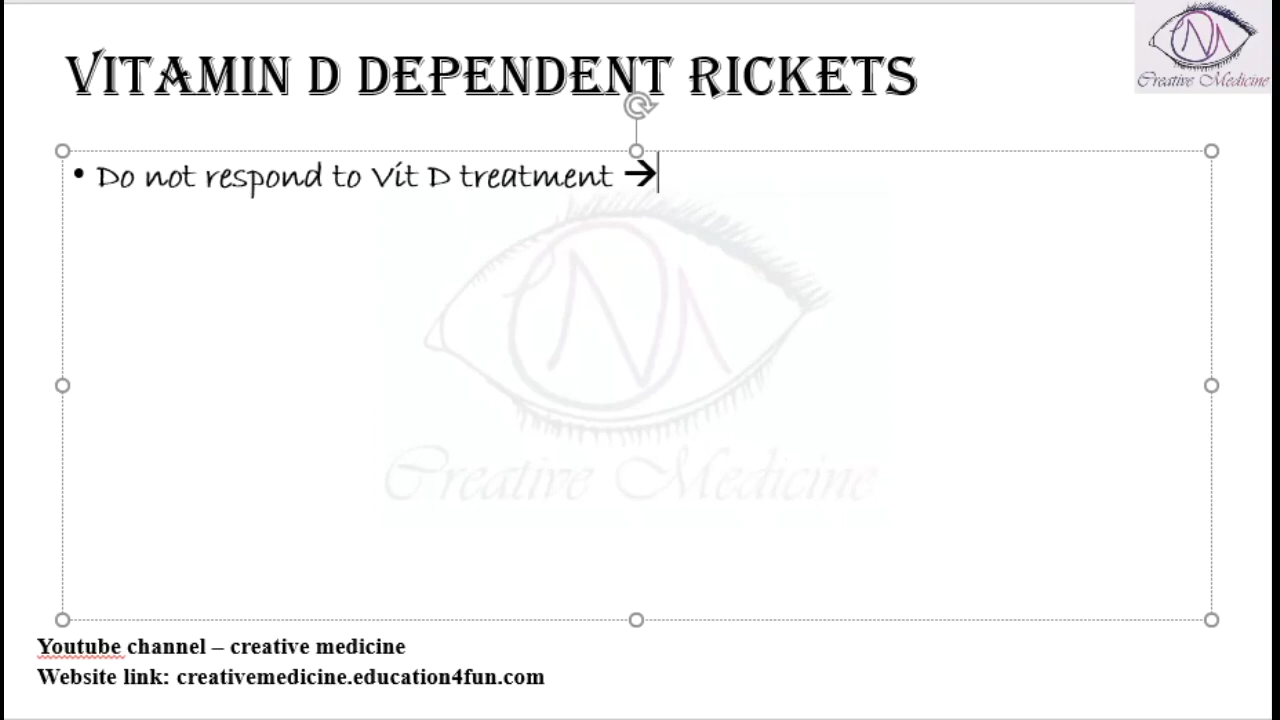 VITAMIN D DEPENDENT RICKETS
Creative Medicine
• Do not respond to Vit D treatment →
Creative Medicine
Youtube channel – creative medicine
Website link: creativemedicine.education4fun.com